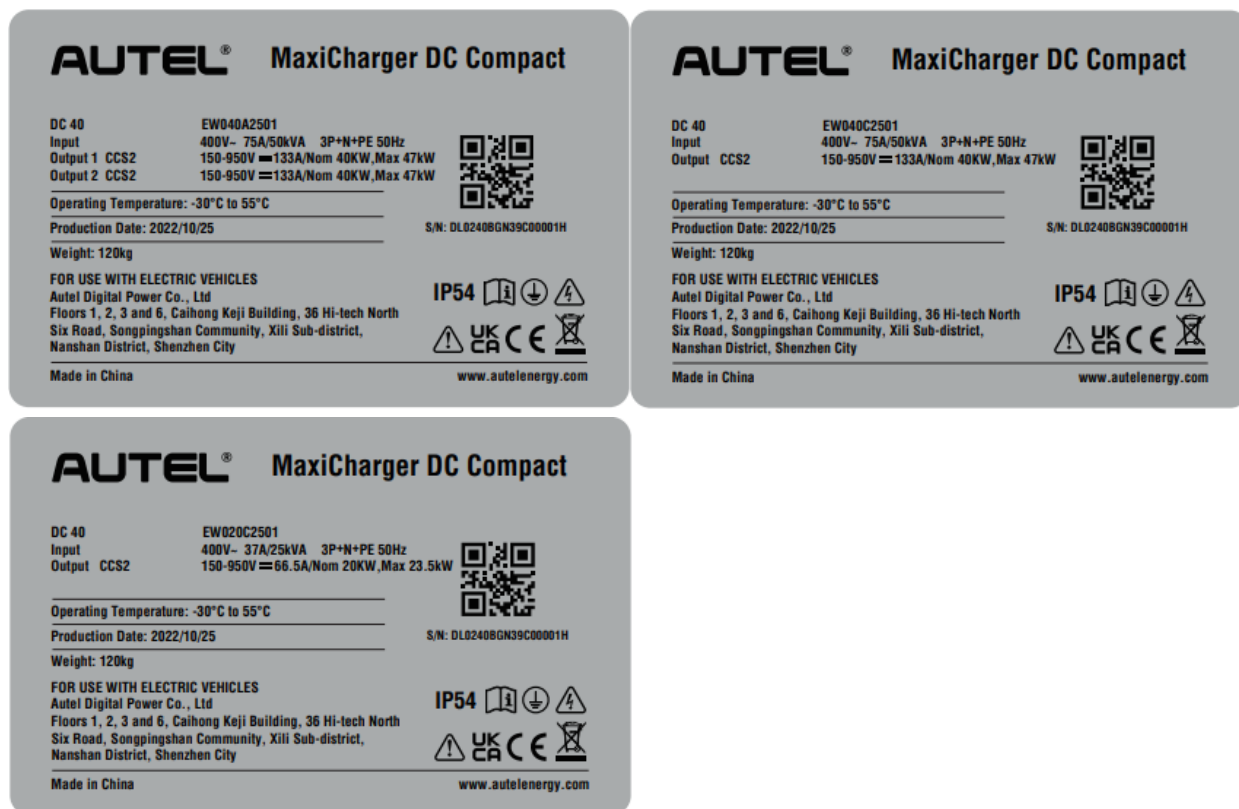 AUTEL® MaxiCharger DC Compact
DC 40 EW040A2501
Input 400V~ 75A/50kVA 3P+N+PE 50Hz
Output 1 CCS2 150-950V ⎓ 133A/Nom 40KW,Max 47kW
Output 2 CCS2 150-950V ⎓ 133A/Nom 40KW,Max 47kW
Operating Temperature: -30°C to 55°C
Production Date: 2022/10/25
S/N: DL0240BGN39C00001H
Weight: 120kg
FOR USE WITH ELECTRIC VEHICLES
Autel Digital Power Co., Ltd
Floors 1, 2, 3 and 6, Caihong Keji Building, 36 Hi-tech North
Six Road, Songpingshan Community, Xili Sub-district,
Nanshan District, Shenzhen City
IP54
UKCA CE
Made in China www.autelenergy.com
AUTEL® MaxiCharger DC Compact
DC 40 EW040C2501
Input 400V~ 75A/50kVA 3P+N+PE 50Hz
Output CCS2 150-950V ⎓ 133A/Nom 40KW,Max 47kW
Operating Temperature: -30°C to 55°C
Production Date: 2022/10/25
S/N: DL0240BGN39C00001H
Weight: 120kg
FOR USE WITH ELECTRIC VEHICLES
Autel Digital Power Co., Ltd
Floors 1, 2, 3 and 6, Caihong Keji Building, 36 Hi-tech North
Six Road, Songpingshan Community, Xili Sub-district,
Nanshan District, Shenzhen City
IP54
UKCA CE
Made in China www.autelenergy.com
AUTEL® MaxiCharger DC Compact
DC 40 EW020C2501
Input 400V~ 37A/25kVA 3P+N+PE 50Hz
Output CCS2 150-950V ⎓ 66.5A/Nom 20KW,Max 23.5kW
Operating Temperature: -30°C to 55°C
Production Date: 2022/10/25
S/N: DL0240BGN39C00001H
Weight: 120kg
FOR USE WITH ELECTRIC VEHICLES
Autel Digital Power Co., Ltd
Floors 1, 2, 3 and 6, Caihong Keji Building, 36 Hi-tech North
Six Road, Songpingshan Community, Xili Sub-district,
Nanshan District, Shenzhen City
IP54
UKCA CE
Made in China www.autelenergy.com